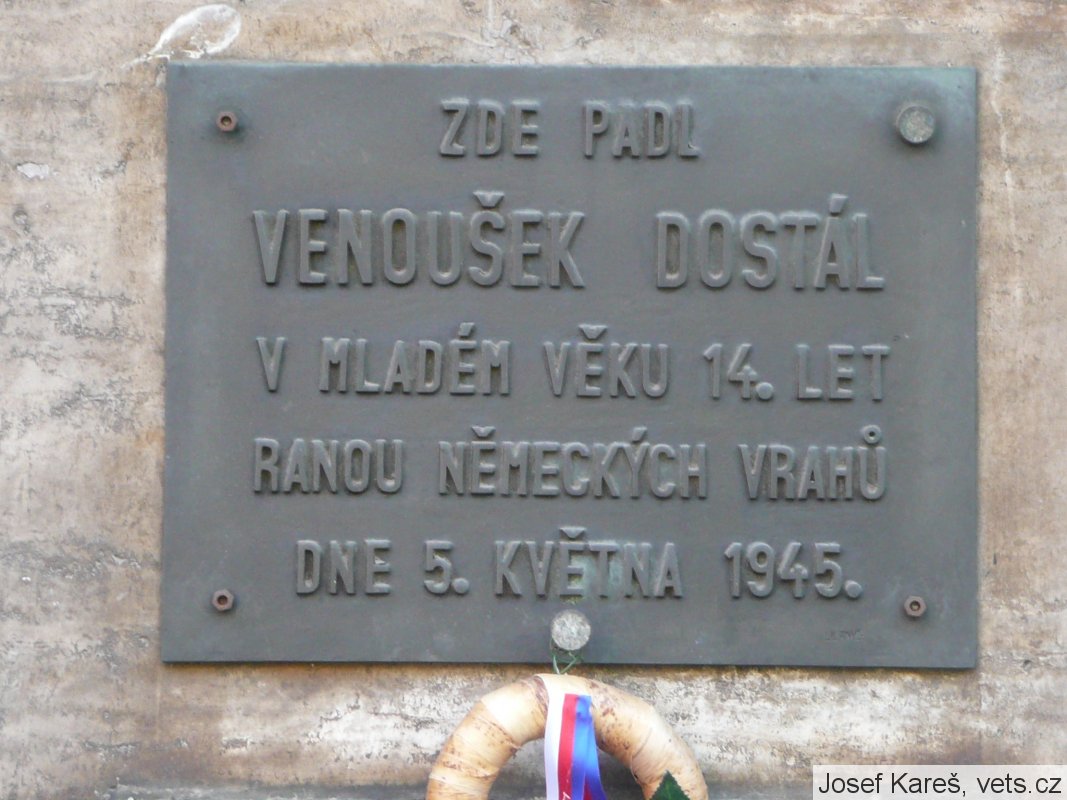 ZDE PADL
VENOUŠEK DOSTÁL
V MLADÉM VĚKU 14. LET
RANOU NĚMECKÝCH VRAHŮ
DNE 5. KVĚTNA 1945.
Josef Kareš, vets.cz